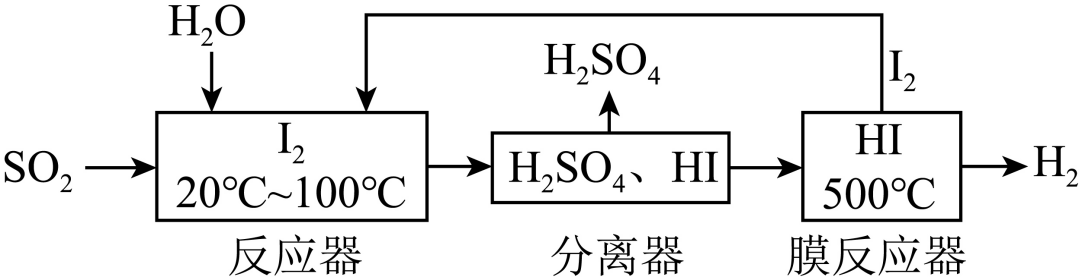 H₂O
H₂SO₄
I₂
SO₂
I₂
20℃~100℃
H₂SO₄、HI
HI
500℃
H₂
反应器
分离器
膜反应器